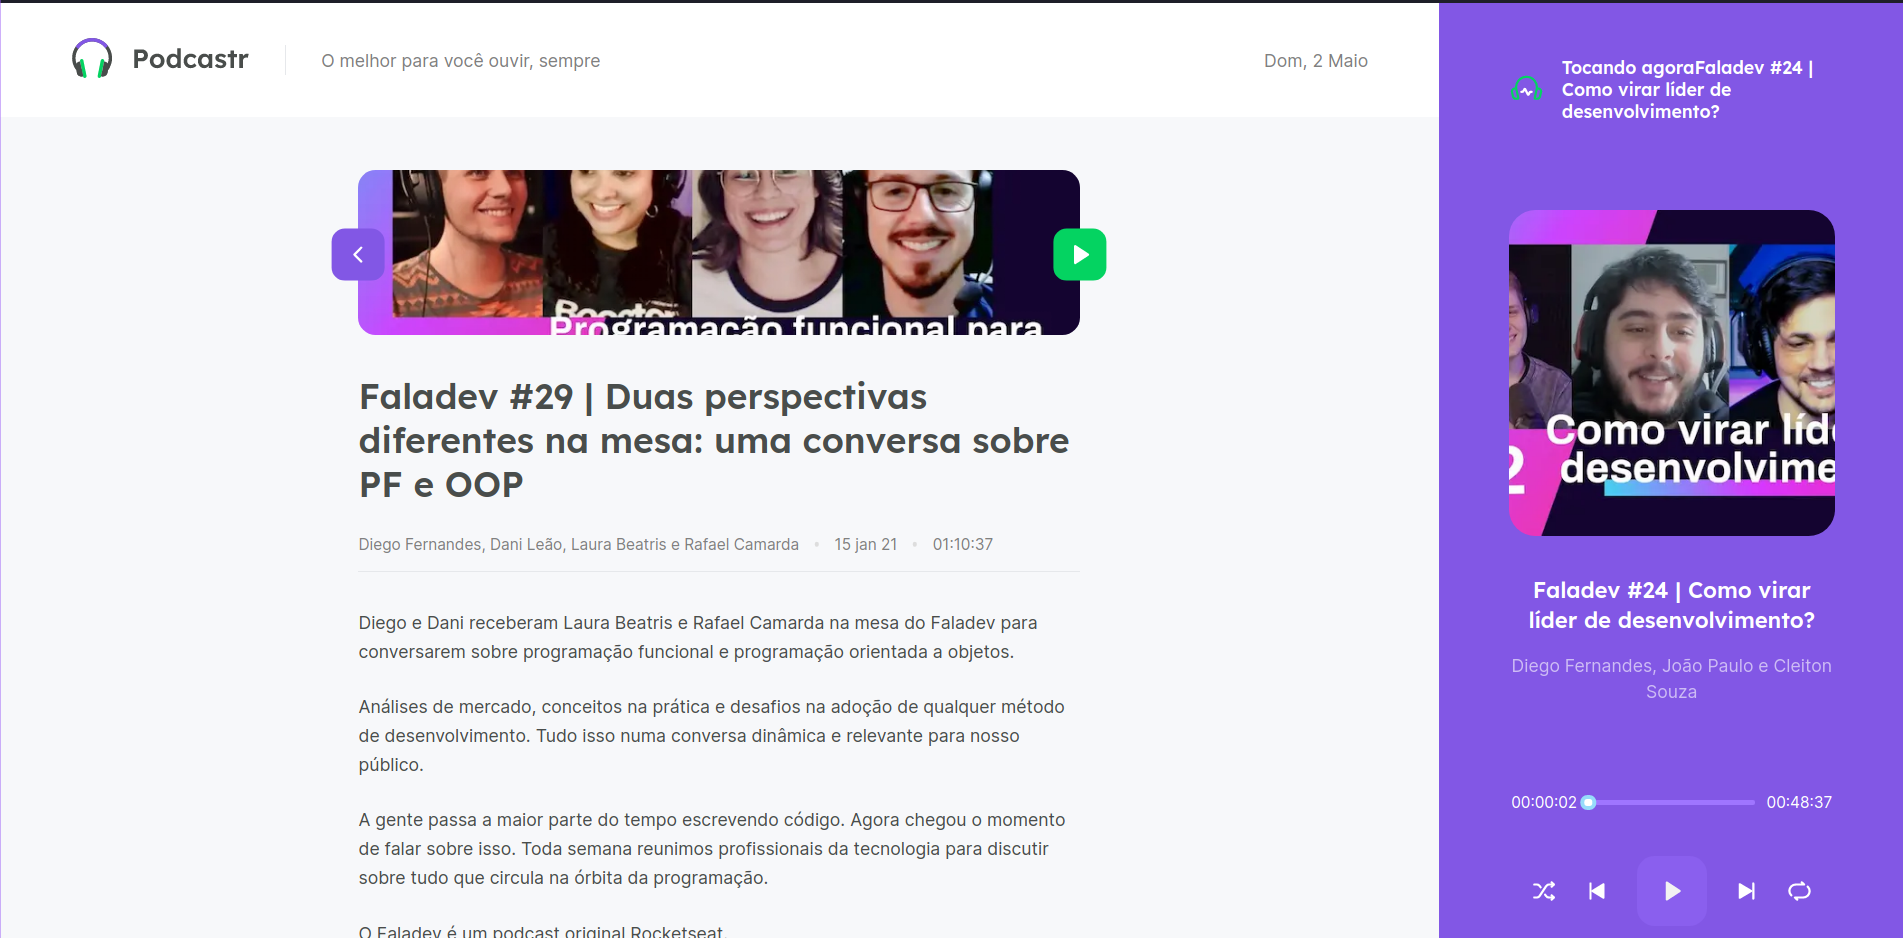 Podcastr
O melhor para você ouvir, sempre
Dom, 2 Maio
Programação funcional para
Faladev #29 | Duas perspectivas
diferentes na mesa: uma conversa sobre
PF e OOP
Diego Fernandes, Dani Leão, Laura Beatris e Rafael Camarda • 15 jan 21 • 01:10:37
Diego e Dani receberam Laura Beatris e Rafael Camarda na mesa do Faladev para
conversarem sobre programação funcional e programação orientada a objetos.
Análises de mercado, conceitos na prática e desafios na adoção de qualquer método
de desenvolvimento. Tudo isso numa conversa dinâmica e relevante para nosso
público.
A gente passa a maior parte do tempo escrevendo código. Agora chegou o momento
de falar sobre isso. Toda semana reunimos profissionais da tecnologia para discutir
sobre tudo que circula na órbita da programação.
O Faladev é um podcast original Rocketseat.
Tocando agoraFaladev #24 |
Como virar líder de
desenvolvimento?
Como virar líd
2 desenvolvime
Faladev #24 | Como virar
líder de desenvolvimento?
Diego Fernandes, João Paulo e Cleiton
Souza
00:00:02 00:48:37